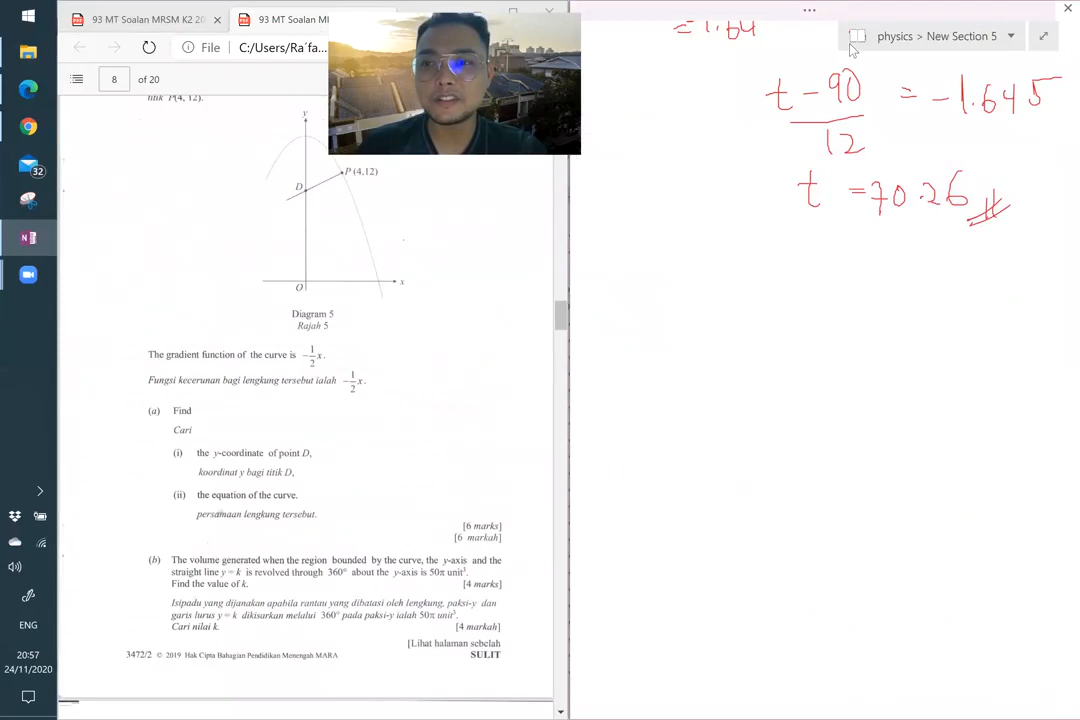 93 MT Soalan MRSM K2 20
93 MT Soalan MI
File
C:/Users/Ra´fa...
8 of 20
titik P(4, 12).
y
P (4,12)
D
O
x
Diagram 5
Rajah 5
The gradient function of the curve is −1/2 x.
Fungsi kecerunan bagi lengkung tersebut ialah −1/2 x.
(a) Find
Cari
(i) the y-coordinate of point D,
koordinat y bagi titik D,
(ii) the equation of the curve.
persamaan lengkung tersebut.
[6 marks]
[6 markah]
(b) The volume generated when the region bounded by the curve, the y-axis and the
straight line y = k is revolved through 360° about the y-axis is 50π unit³.
Find the value of k. [4 marks]
Isipadu yang dijanakan apabila rantau yang dibatasi oleh lengkung, paksi-y dan
garis lurus y = k dikisarkan melalui 360° pada paksi-y ialah 50π unit³.
Cari nilai k. [4 markah]
[Lihat halaman sebelah
3472/2 © 2019 Hak Cipta Bahagian Pendidikan Menengah MARA SULIT
= 1.64
physics > New Section 5
t − 90 = −1.645
12
t = 70.26
32
ENG
20:57
24/11/2020